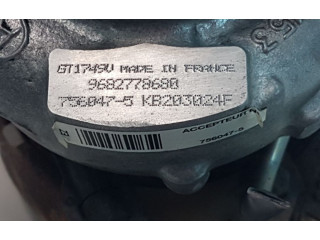 GT1749V MADE IN FRANCE
9682778680
756047-5 KB203024F
ACCEPTEUR
756047-5